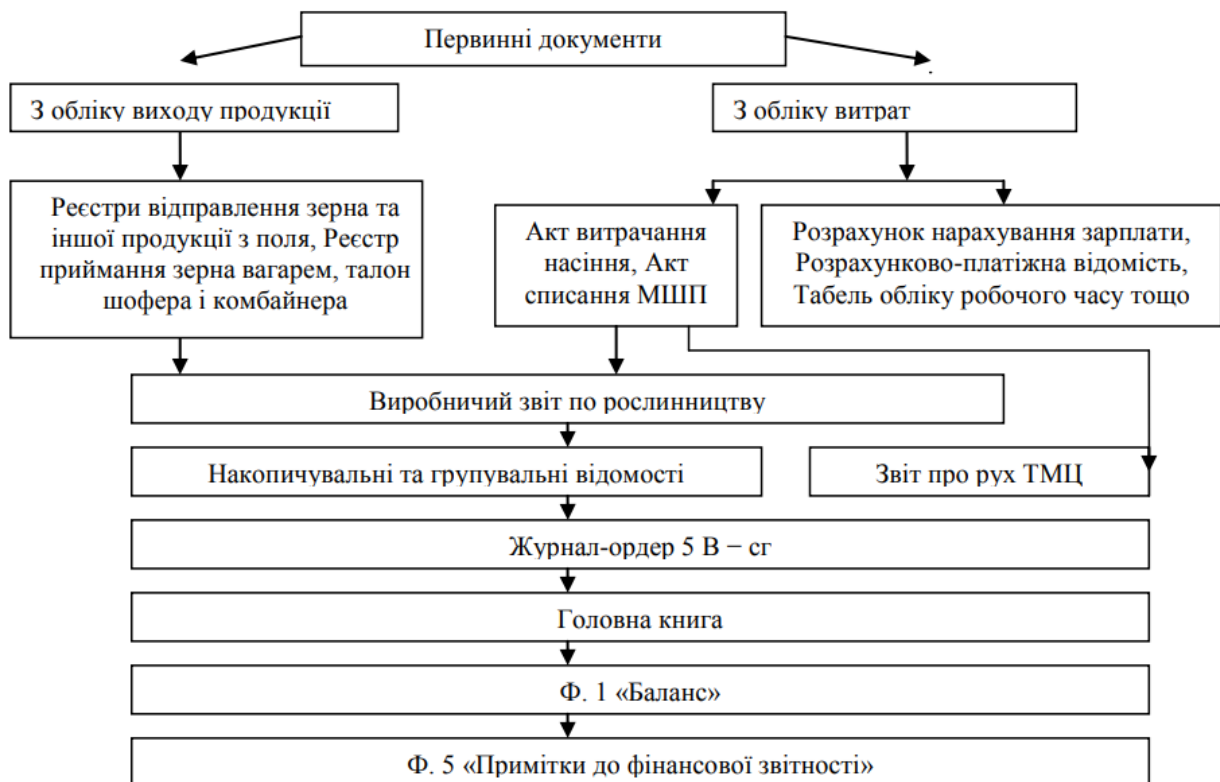 Первинні документи
З обліку виходу продукції
З обліку витрат
Реєстри відправлення зерна та
іншої продукції з поля, Реєстр
приймання зерна вагарем, талон
шофера і комбайнера
Акт витрачання
насіння, Акт
списання МШП
Розрахунок нарахування зарплати,
Розрахунково-платіжна відомість,
Табель обліку робочого часу тощо
Виробничий звіт по рослинництву
Накопичувальні та групувальні відомості
Звіт про рух ТМЦ
Журнал-ордер 5 В − сг
Головна книга
Ф. 1 «Баланс»
Ф. 5 «Примітки до фінансової звітності»